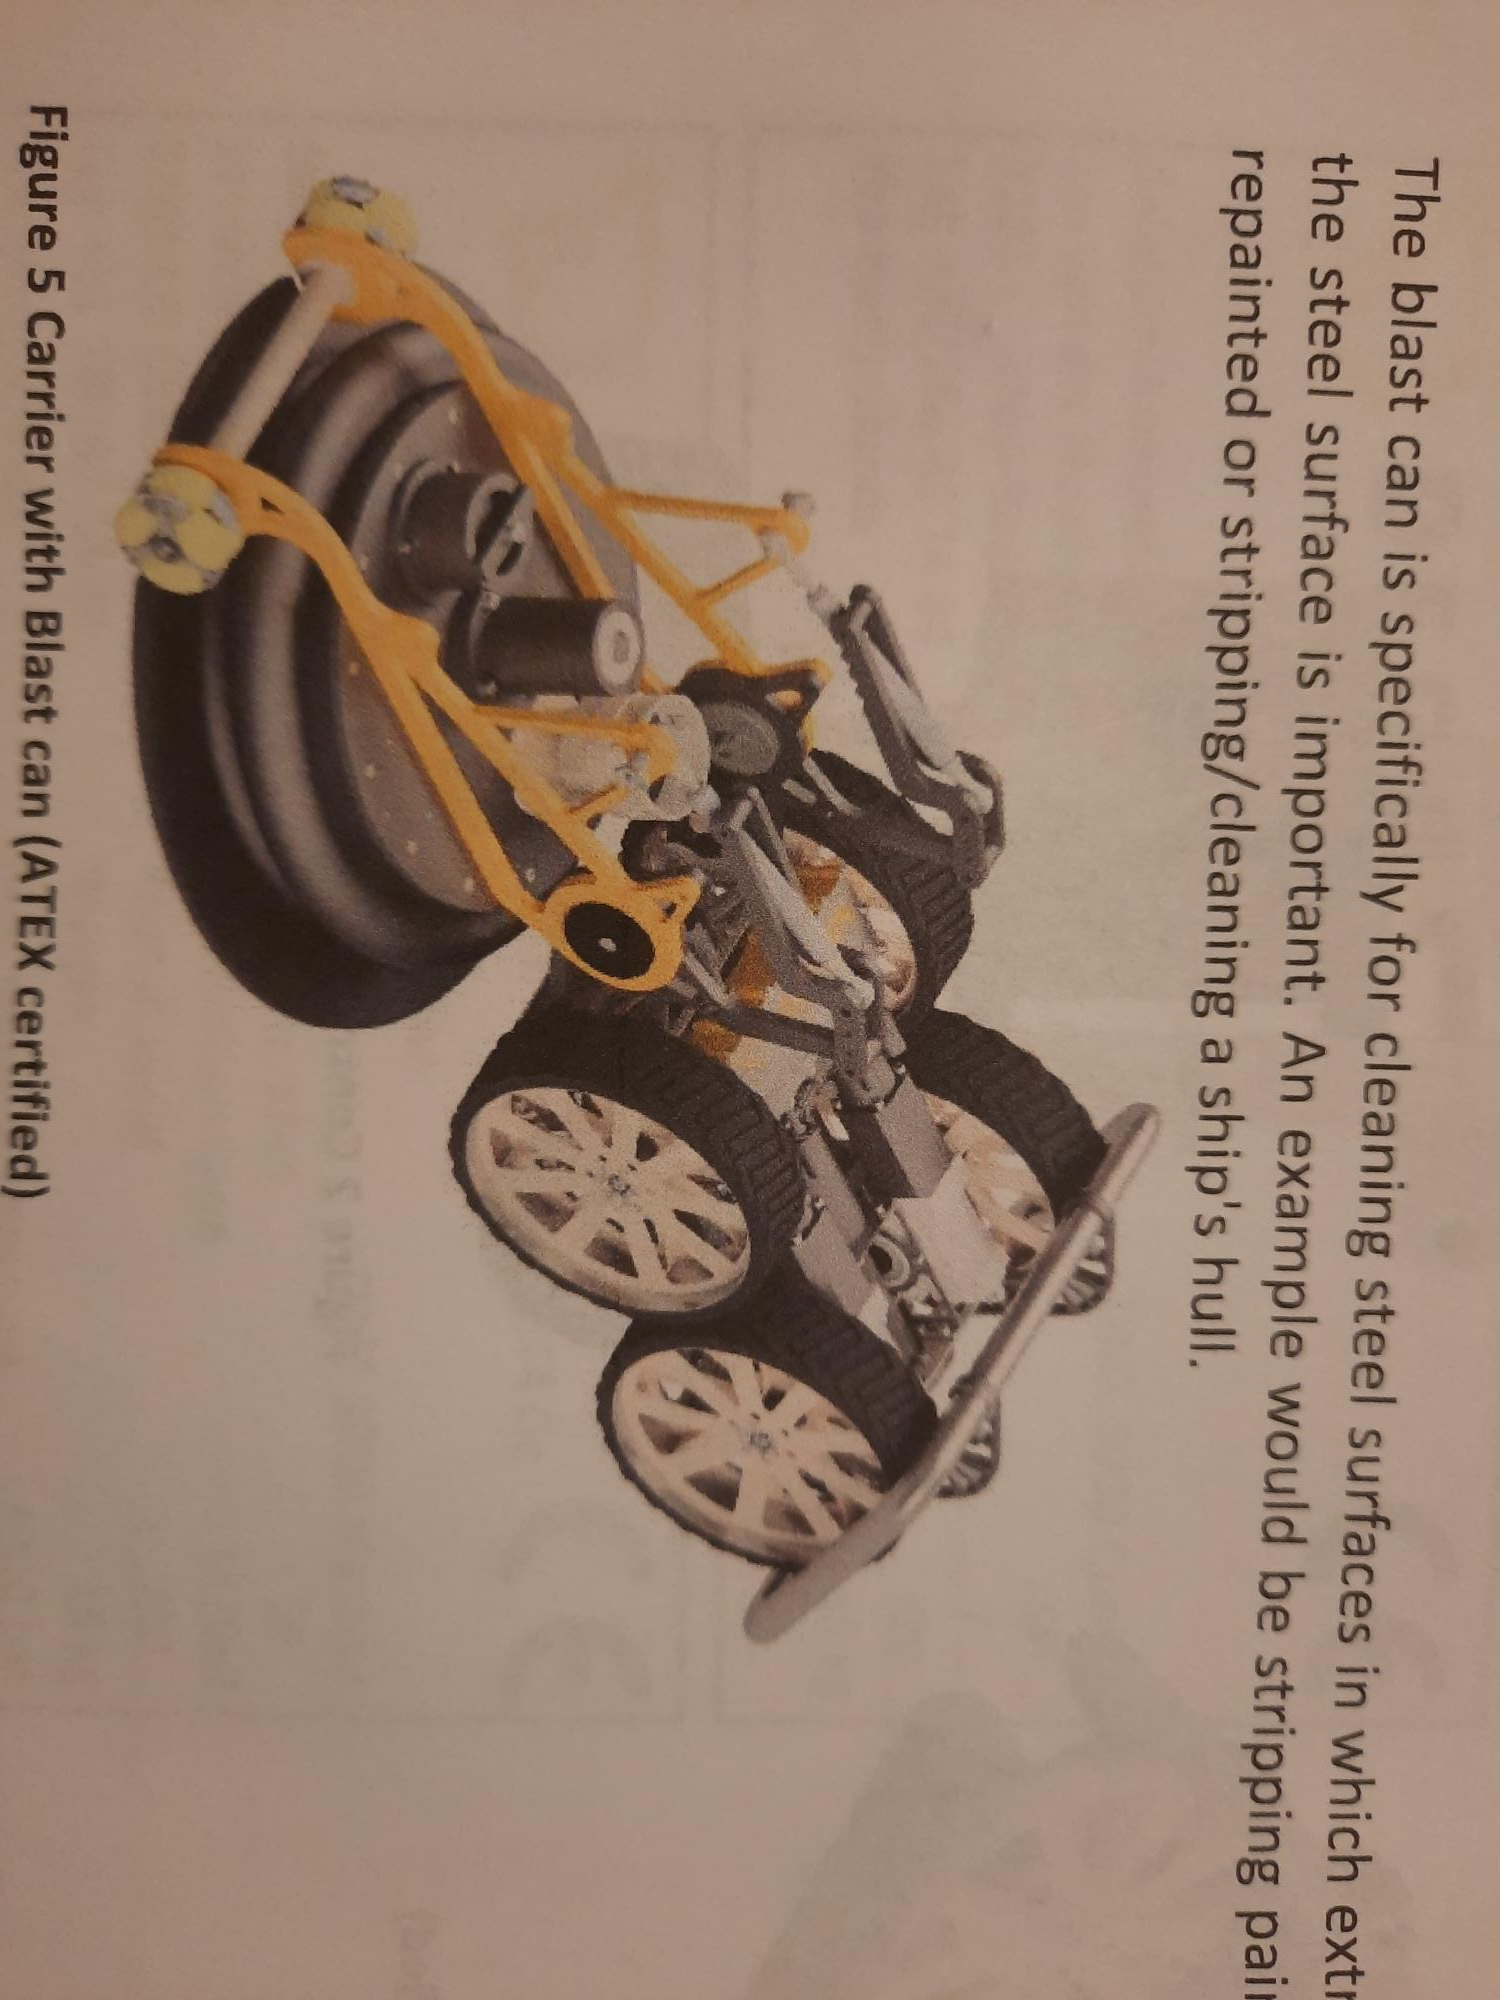 The blast can is specifically for cleaning steel surfaces in which
the steel surface is important. An example would be stripping
repainted or stripping/cleaning a ship's hull.
Figure 5 Carrier with Blast can (ATEX certified)